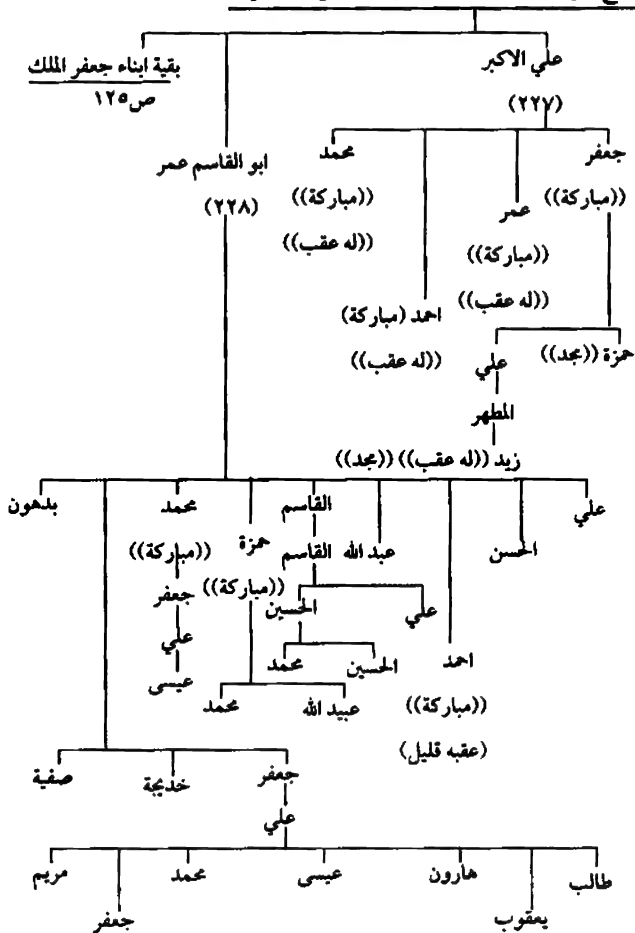 علي الاكبر
بقية ابناء جعفر الملك
ص١٢٥
(٢٢٧)
جعفر
محمد
ابو القاسم عمر
((مباركة))
عمر
((مباركة))
(٢٢٨)
((مباركة))
((له عقب))
((له عقب))
احمد (مباركة)
((له عقب))
حمزة ((مجد))
علي
المطهر
زيد ((له عقب)) ((مجد))
علي
الحسن
احمد
((مباركة))
(عقبه قليل)
عبد الله
القاسم
القاسم
علي
الحسين
الحسين
محمد
حمزة
((مباركة))
عبيد الله
محمد
محمد
((مباركة))
جعفر
علي
عيسى
بدهون
جعفر
خديجة
صفية
علي
طالب
يعقوب
هارون
عيسى
محمد
جعفر
مريم